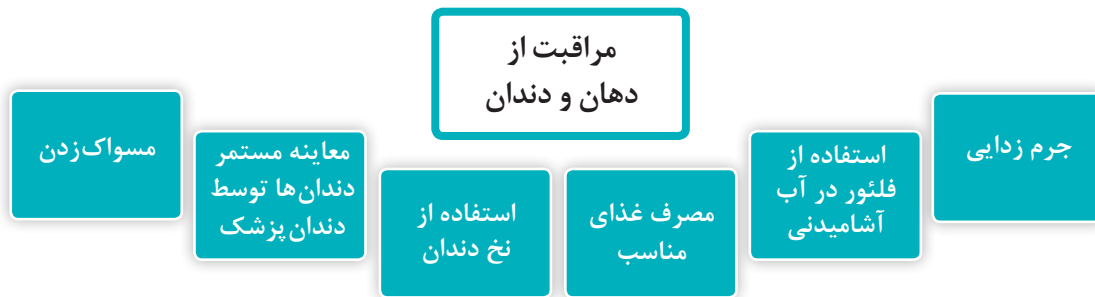 مراقبت از
دهان و دندان
جرم زدایی
استفاده از
فلئور در آب
آشامیدنی
مصرف غذای
مناسب
استفاده از
نخ دندان
معاینه مستمر
دندان‌ها توسط
دندان‌پزشک
مسواک‌زدن